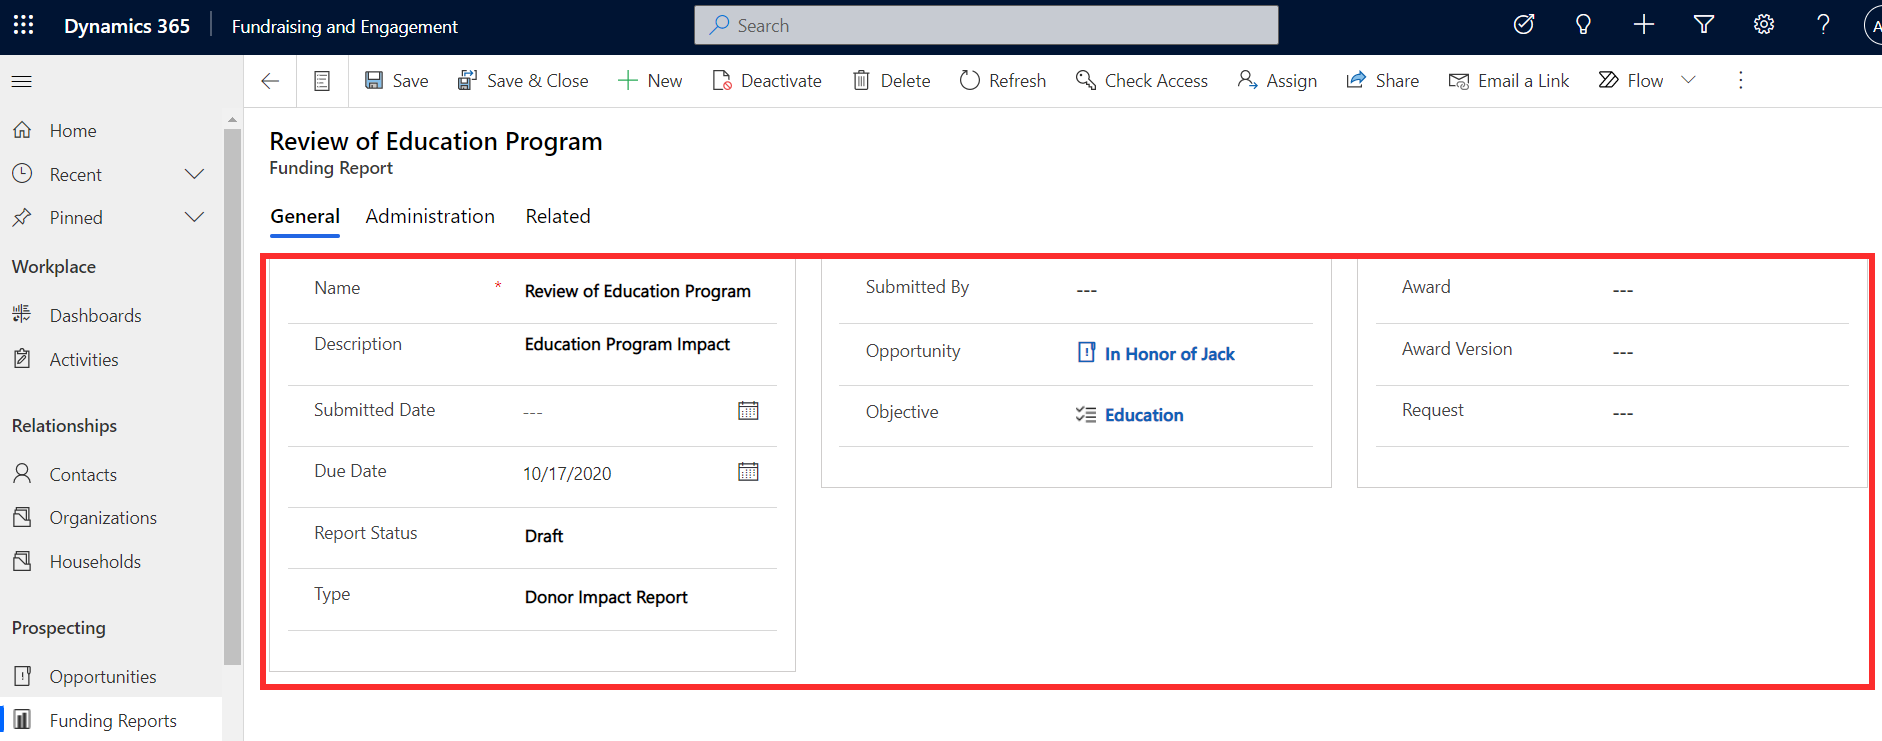 Dynamics 365 Fundraising and Engagement Search A
Save Save & Close New Deactivate Delete Refresh Check Access Assign Share Email a Link Flow
Home
Recent
Pinned
Workplace
Dashboards
Activities
Relationships
Contacts
Organizations
Households
Prospecting
Opportunities
Funding Reports
Review of Education Program
Funding Report
General Administration Related
Name * Review of Education Program
Description Education Program Impact
Submitted Date ---
Due Date 10/17/2020
Report Status Draft
Type Donor Impact Report
Submitted By ---
Opportunity In Honor of Jack
Objective Education
Award ---
Award Version ---
Request ---